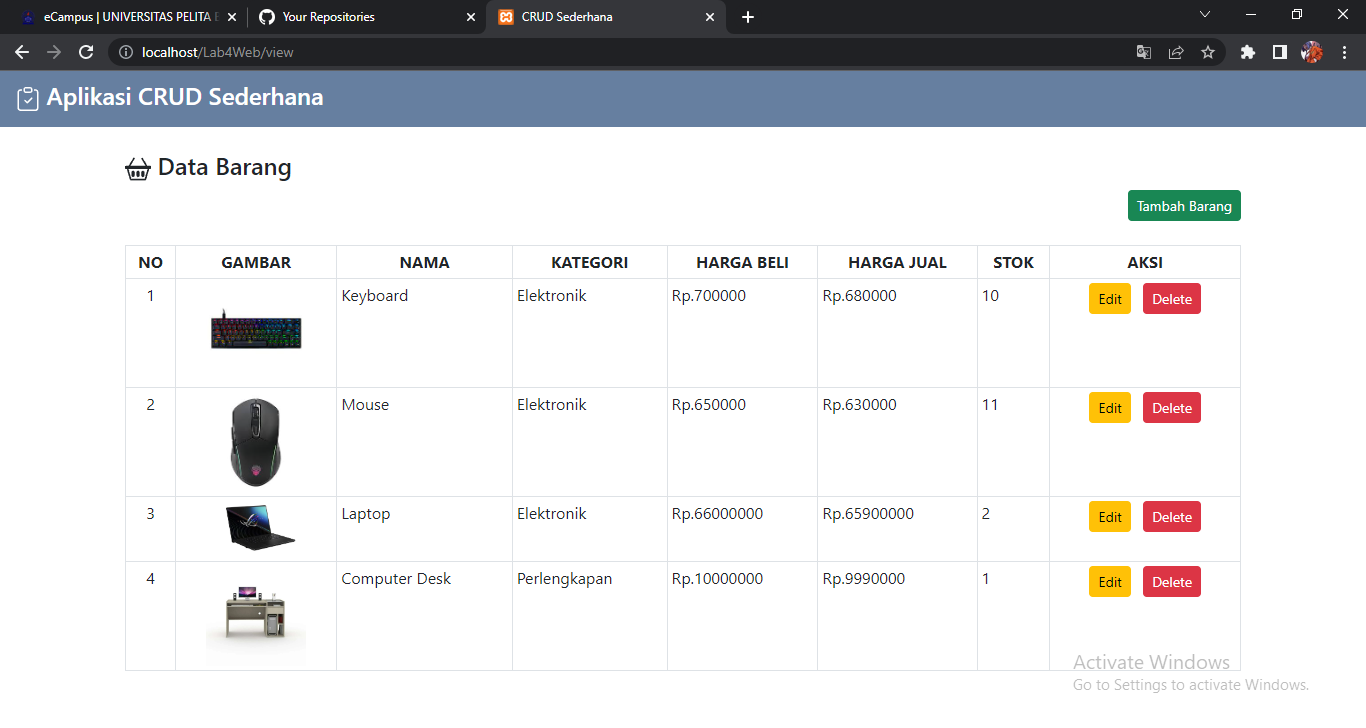 eCampus | UNIVERSITAS PELITA
Your Repositories
CRUD Sederhana
localhost/Lab4Web/view
Aplikasi CRUD Sederhana
Data Barang
Tambah Barang
NO GAMBAR NAMA KATEGORI HARGA BELI HARGA JUAL STOK AKSI
1 Keyboard Elektronik Rp.700000 Rp.680000 10 Edit Delete
2 Mouse Elektronik Rp.650000 Rp.630000 11 Edit Delete
3 Laptop Elektronik Rp.66000000 Rp.65900000 2 Edit Delete
4 Computer Desk Perlengkapan Rp.10000000 Rp.9990000 1 Edit Delete
Activate Windows
Go to Settings to activate Windows.